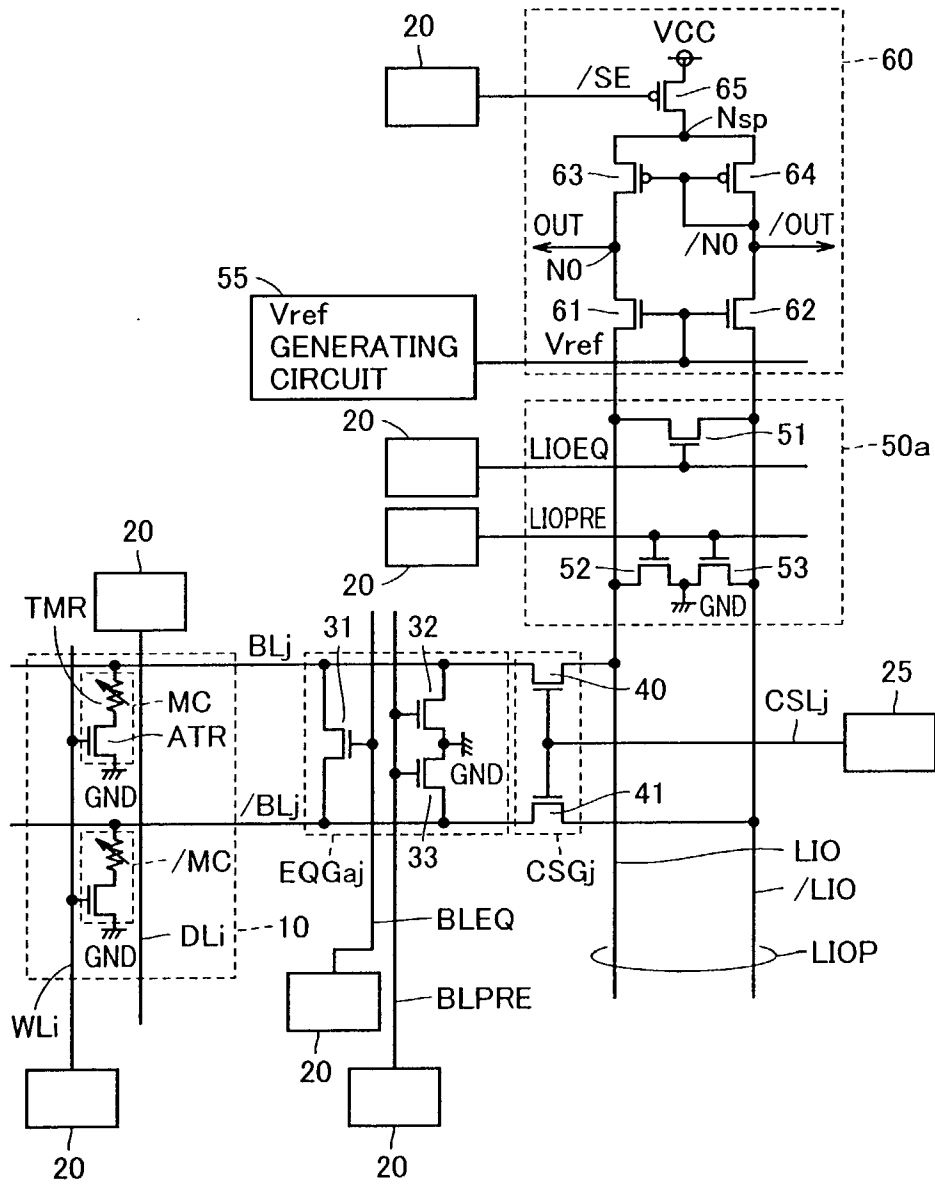 20
VCC
60
/SE
65
Nsp
63
64
OUT
/N0
/OUT
N0
55
61
62
Vref
GENERATING
CIRCUIT
Vref
20
51
50a
LIOEQ
20
LIOPRE
20
52
53
GND
TMR
BLj
31
32
25
MC
40
CSLj
ATR
GND
GND
/BLj
41
/MC
EQGaj
33
CSGj
LIO
/LIO
10
GND
DLi
BLEQ
LIOP
WLi
BLPRE
20
20
20